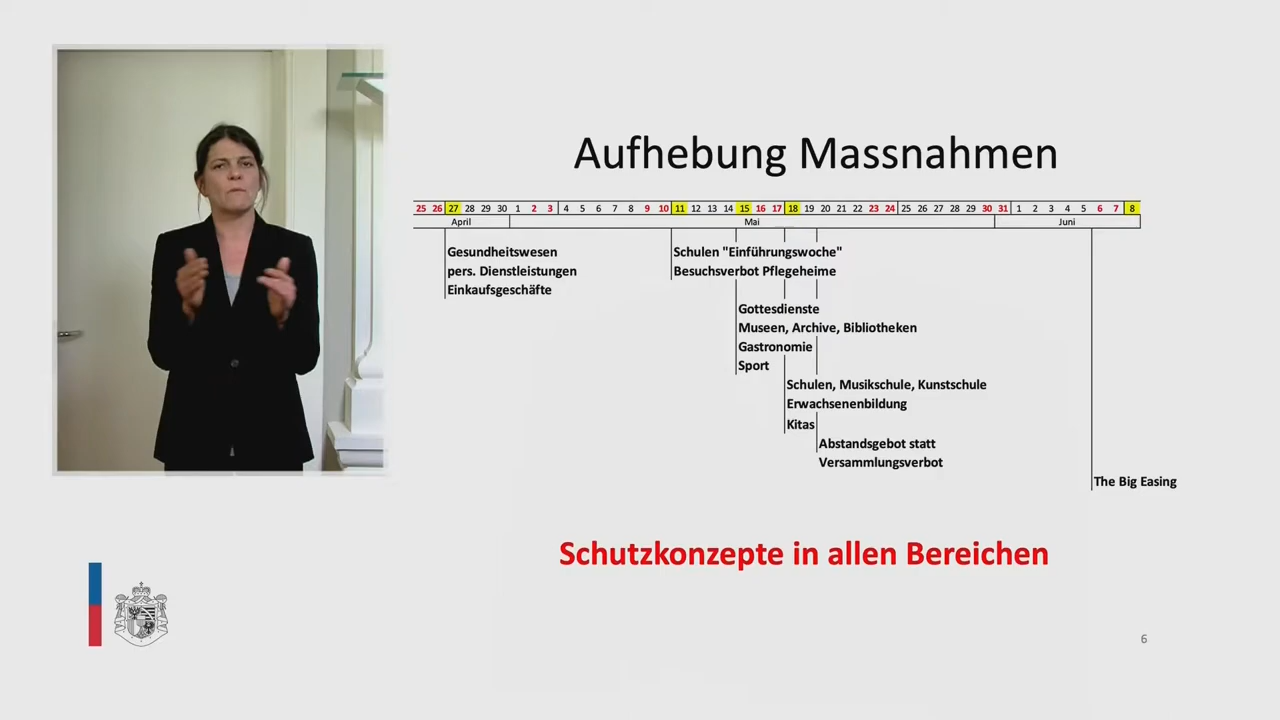 Aufhebung Massnahmen
25 26 27 28 29 30 1 2 3 4 5 6 7 8 9 10 11 12 13 14 15 16 17 18 19 20 21 22 23 24 25 26 27 28 29 30 31 1 2 3 4 5 6 7 8
April Mai Juni
Gesundheitswesen
pers. Dienstleistungen
Einkaufsgeschäfte
Schulen "Einführungswoche"
Besuchsverbot Pflegeheime
Gottesdienste
Museen, Archive, Bibliotheken
Gastronomie
Sport
Schulen, Musikschule, Kunstschule
Erwachsenenbildung
Kitas
Abstandsgebot statt
Versammlungsverbot
The Big Easing
Schutzkonzepte in allen Bereichen
6